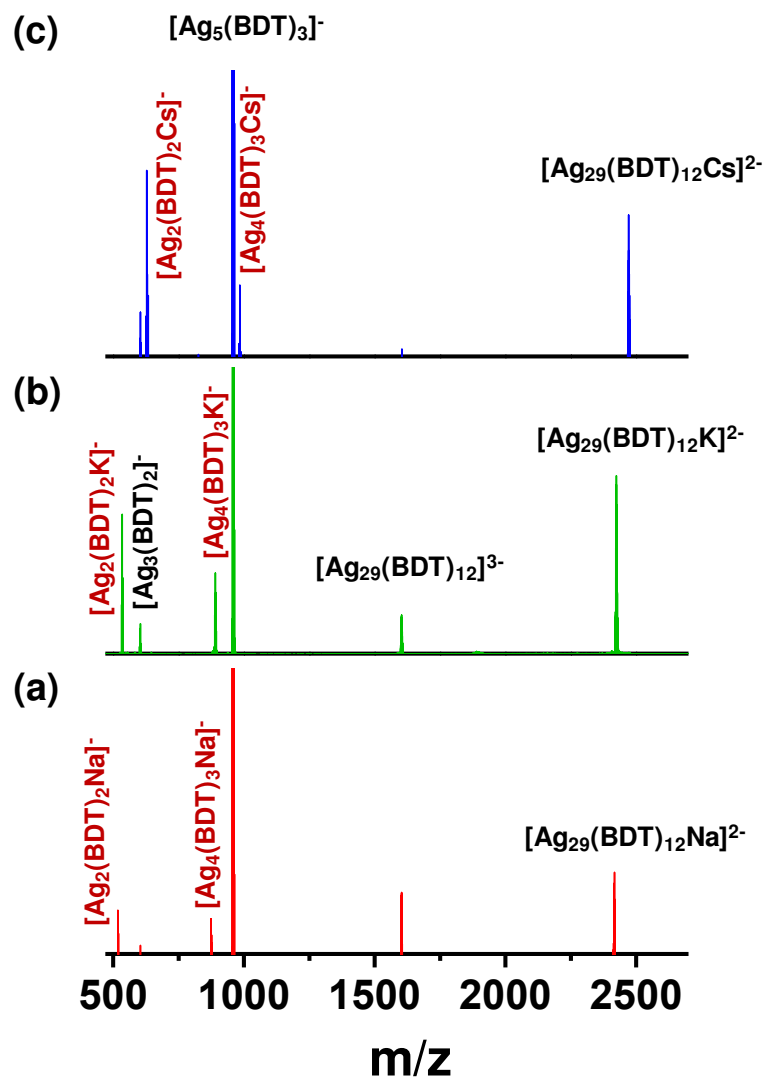 (c)
[Ag₅(BDT)₃]⁻
[Ag₂(BDT)₂Cs]⁻
[Ag₄(BDT)₃Cs]⁻
[Ag₂₉(BDT)₁₂Cs]²⁻
(b)
[Ag₂(BDT)₂K]⁻
[Ag₃(BDT)₂]⁻
[Ag₄(BDT)₃K]⁻
[Ag₂₉(BDT)₁₂]³⁻
[Ag₂₉(BDT)₁₂K]²⁻
(a)
[Ag₂(BDT)₂Na]⁻
[Ag₄(BDT)₃Na]⁻
[Ag₂₉(BDT)₁₂Na]²⁻
500 1000 1500 2000 2500
m/z